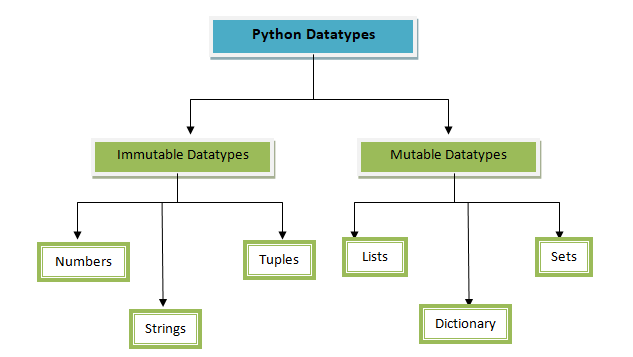 Python Datatypes
Immutable Datatypes
Mutable Datatypes
Numbers
Tuples
Lists
Sets
Strings
Dictionary